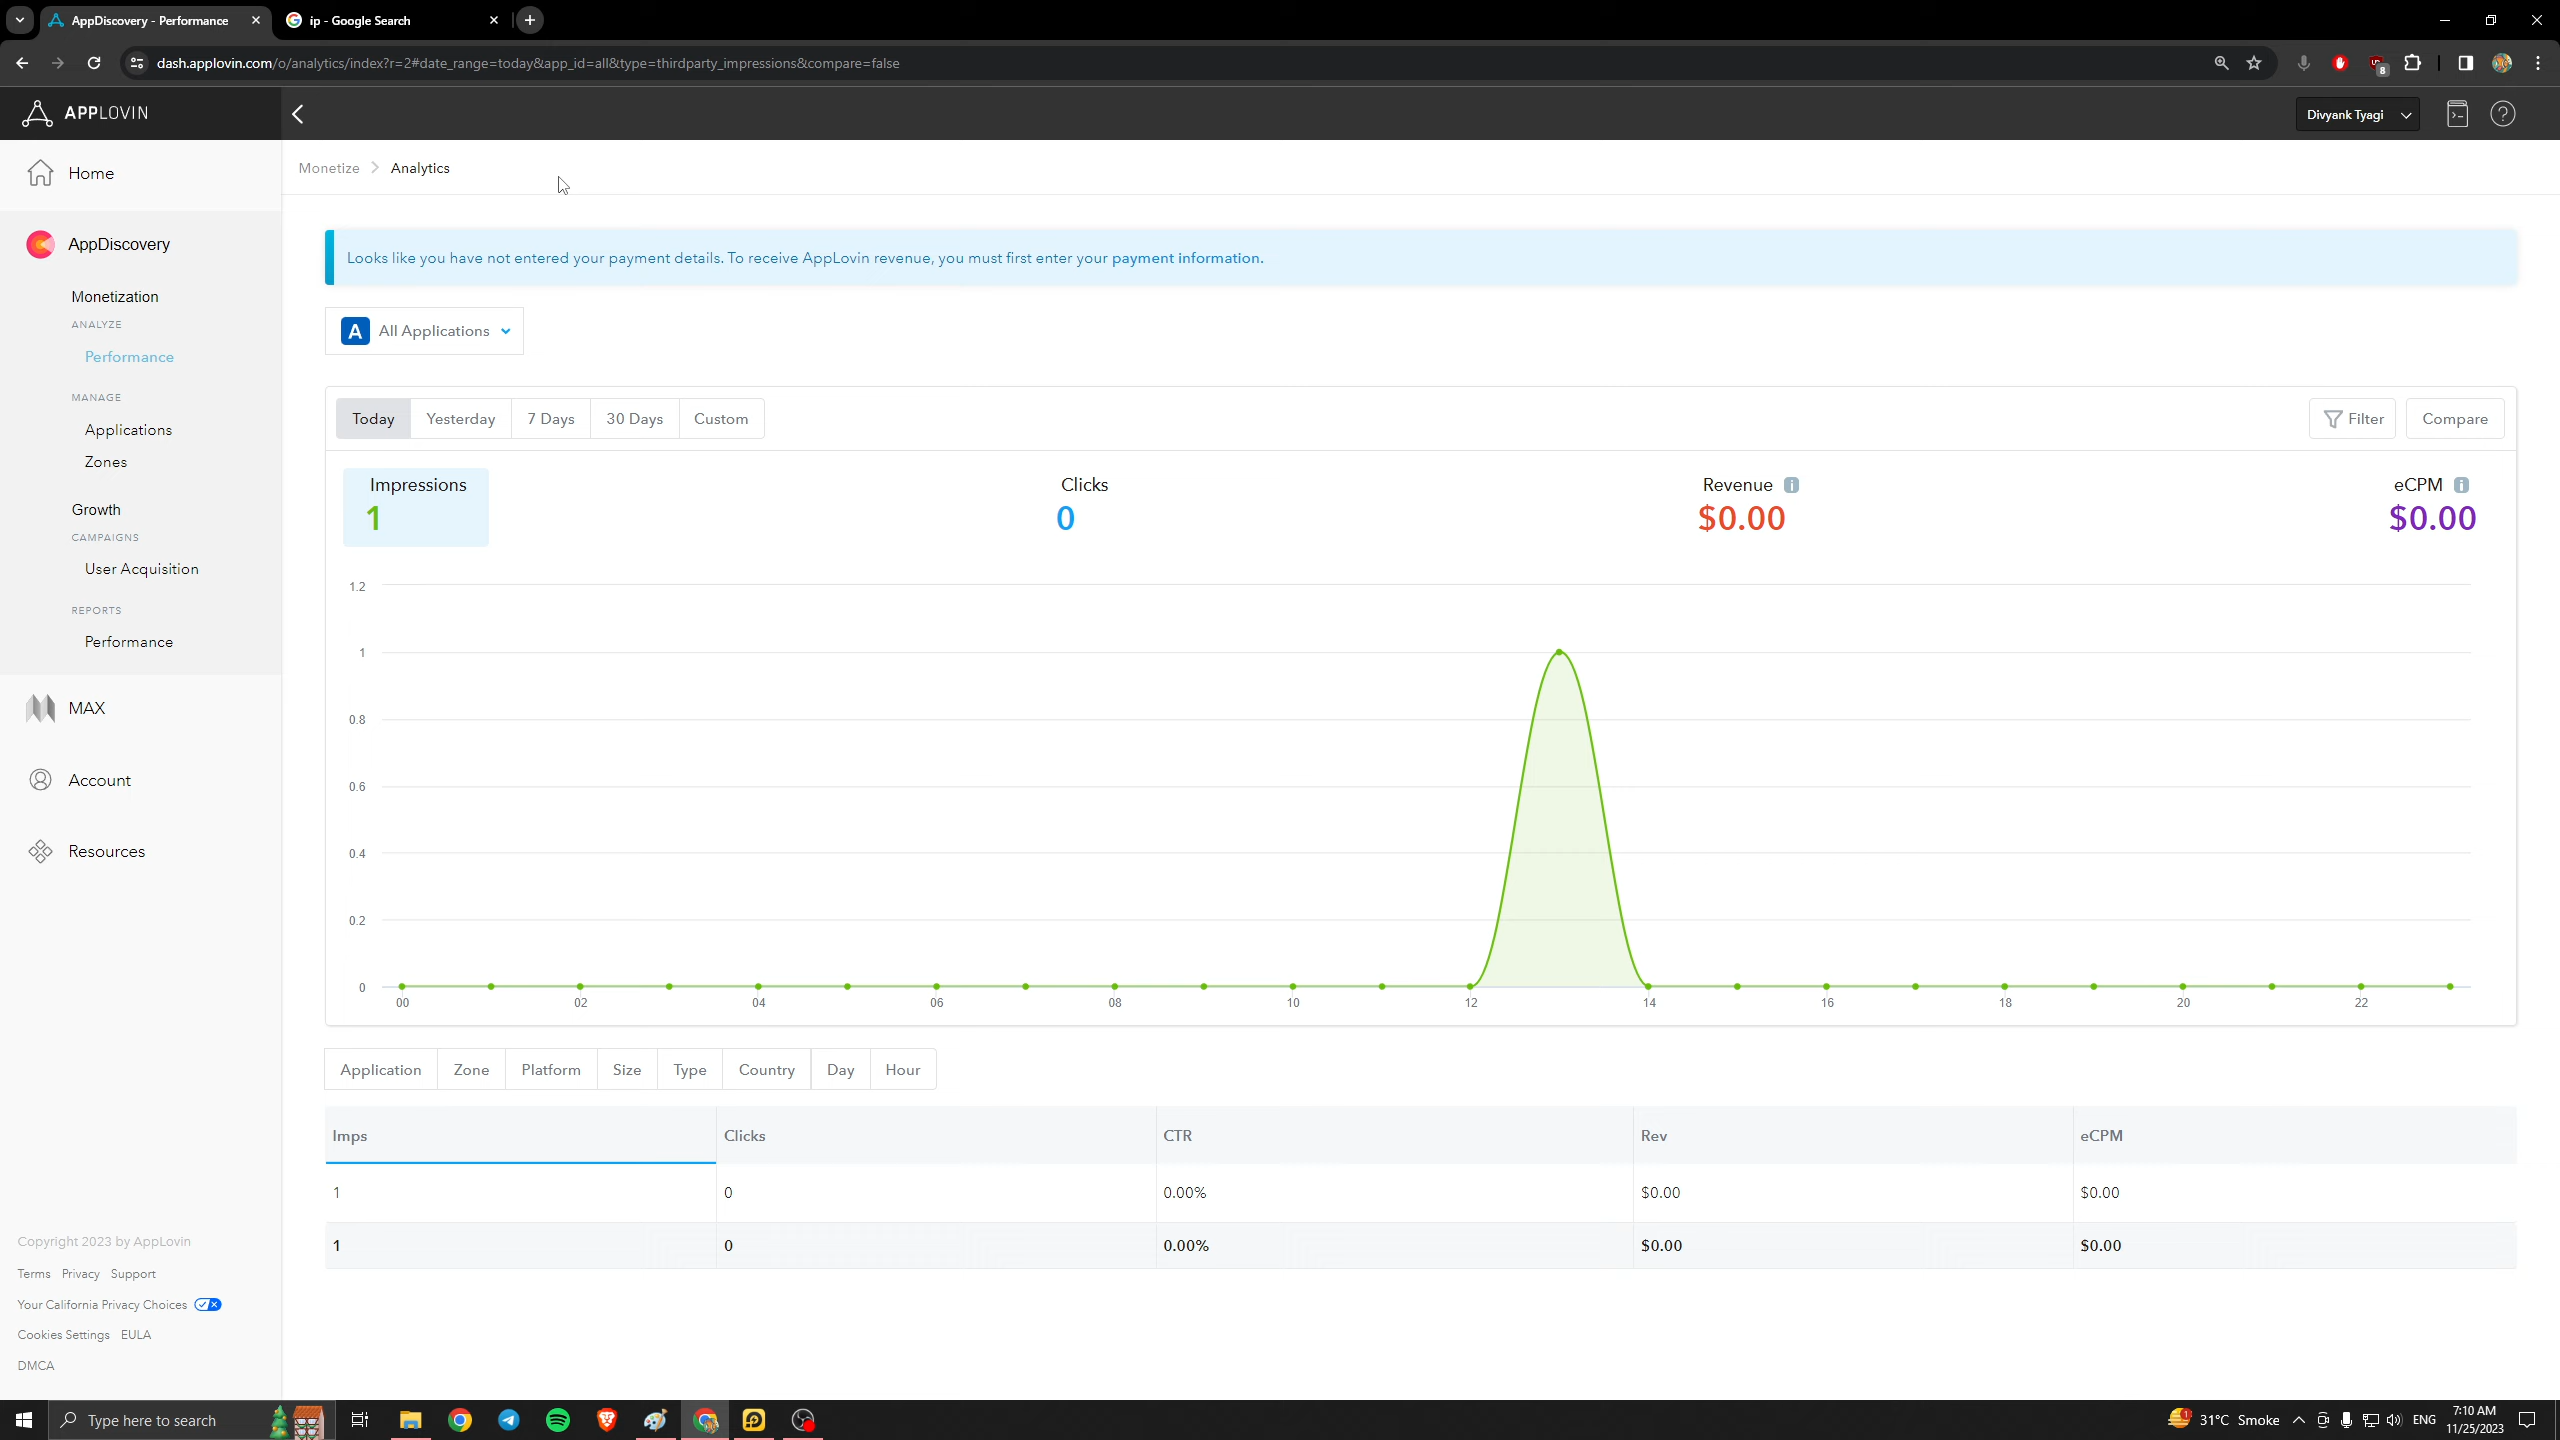 AppDiscovery - Performance
ip - Google Search
dash.applovin.com/o/analytics/index?r=2#date_range=today&app_id=all&type=thirdparty_impressions&compare=false
8
APPLOVIN
Divyank Tyagi
Home
Monetize > Analytics
AppDiscovery
Looks like you have not entered your payment details. To receive AppLovin revenue, you must first enter your payment information.
Monetization
ANALYZE
Performance
MANAGE
Applications
Zones
Growth
CAMPAIGNS
User Acquisition
REPORTS
Performance
MAX
Account
Resources
A All Applications
Today Yesterday 7 Days 30 Days Custom
Filter Compare
Impressions
1
Clicks
0
Revenue i
$0.00
eCPM i
$0.00
1.2
1
0.8
0.6
0.4
0.2
0
00 02 04 06 08 10 12 14 16 18 20 22
Application Zone Platform Size Type Country Day Hour
Imps Clicks CTR Rev eCPM
1 0 0.00% $0.00 $0.00
1 0 0.00% $0.00 $0.00
Copyright 2023 by AppLovin
Terms Privacy Support
Your California Privacy Choices
Cookies Settings EULA
DMCA
Type here to search
1
31°C Smoke
ENG
7:10 AM
11/25/2023